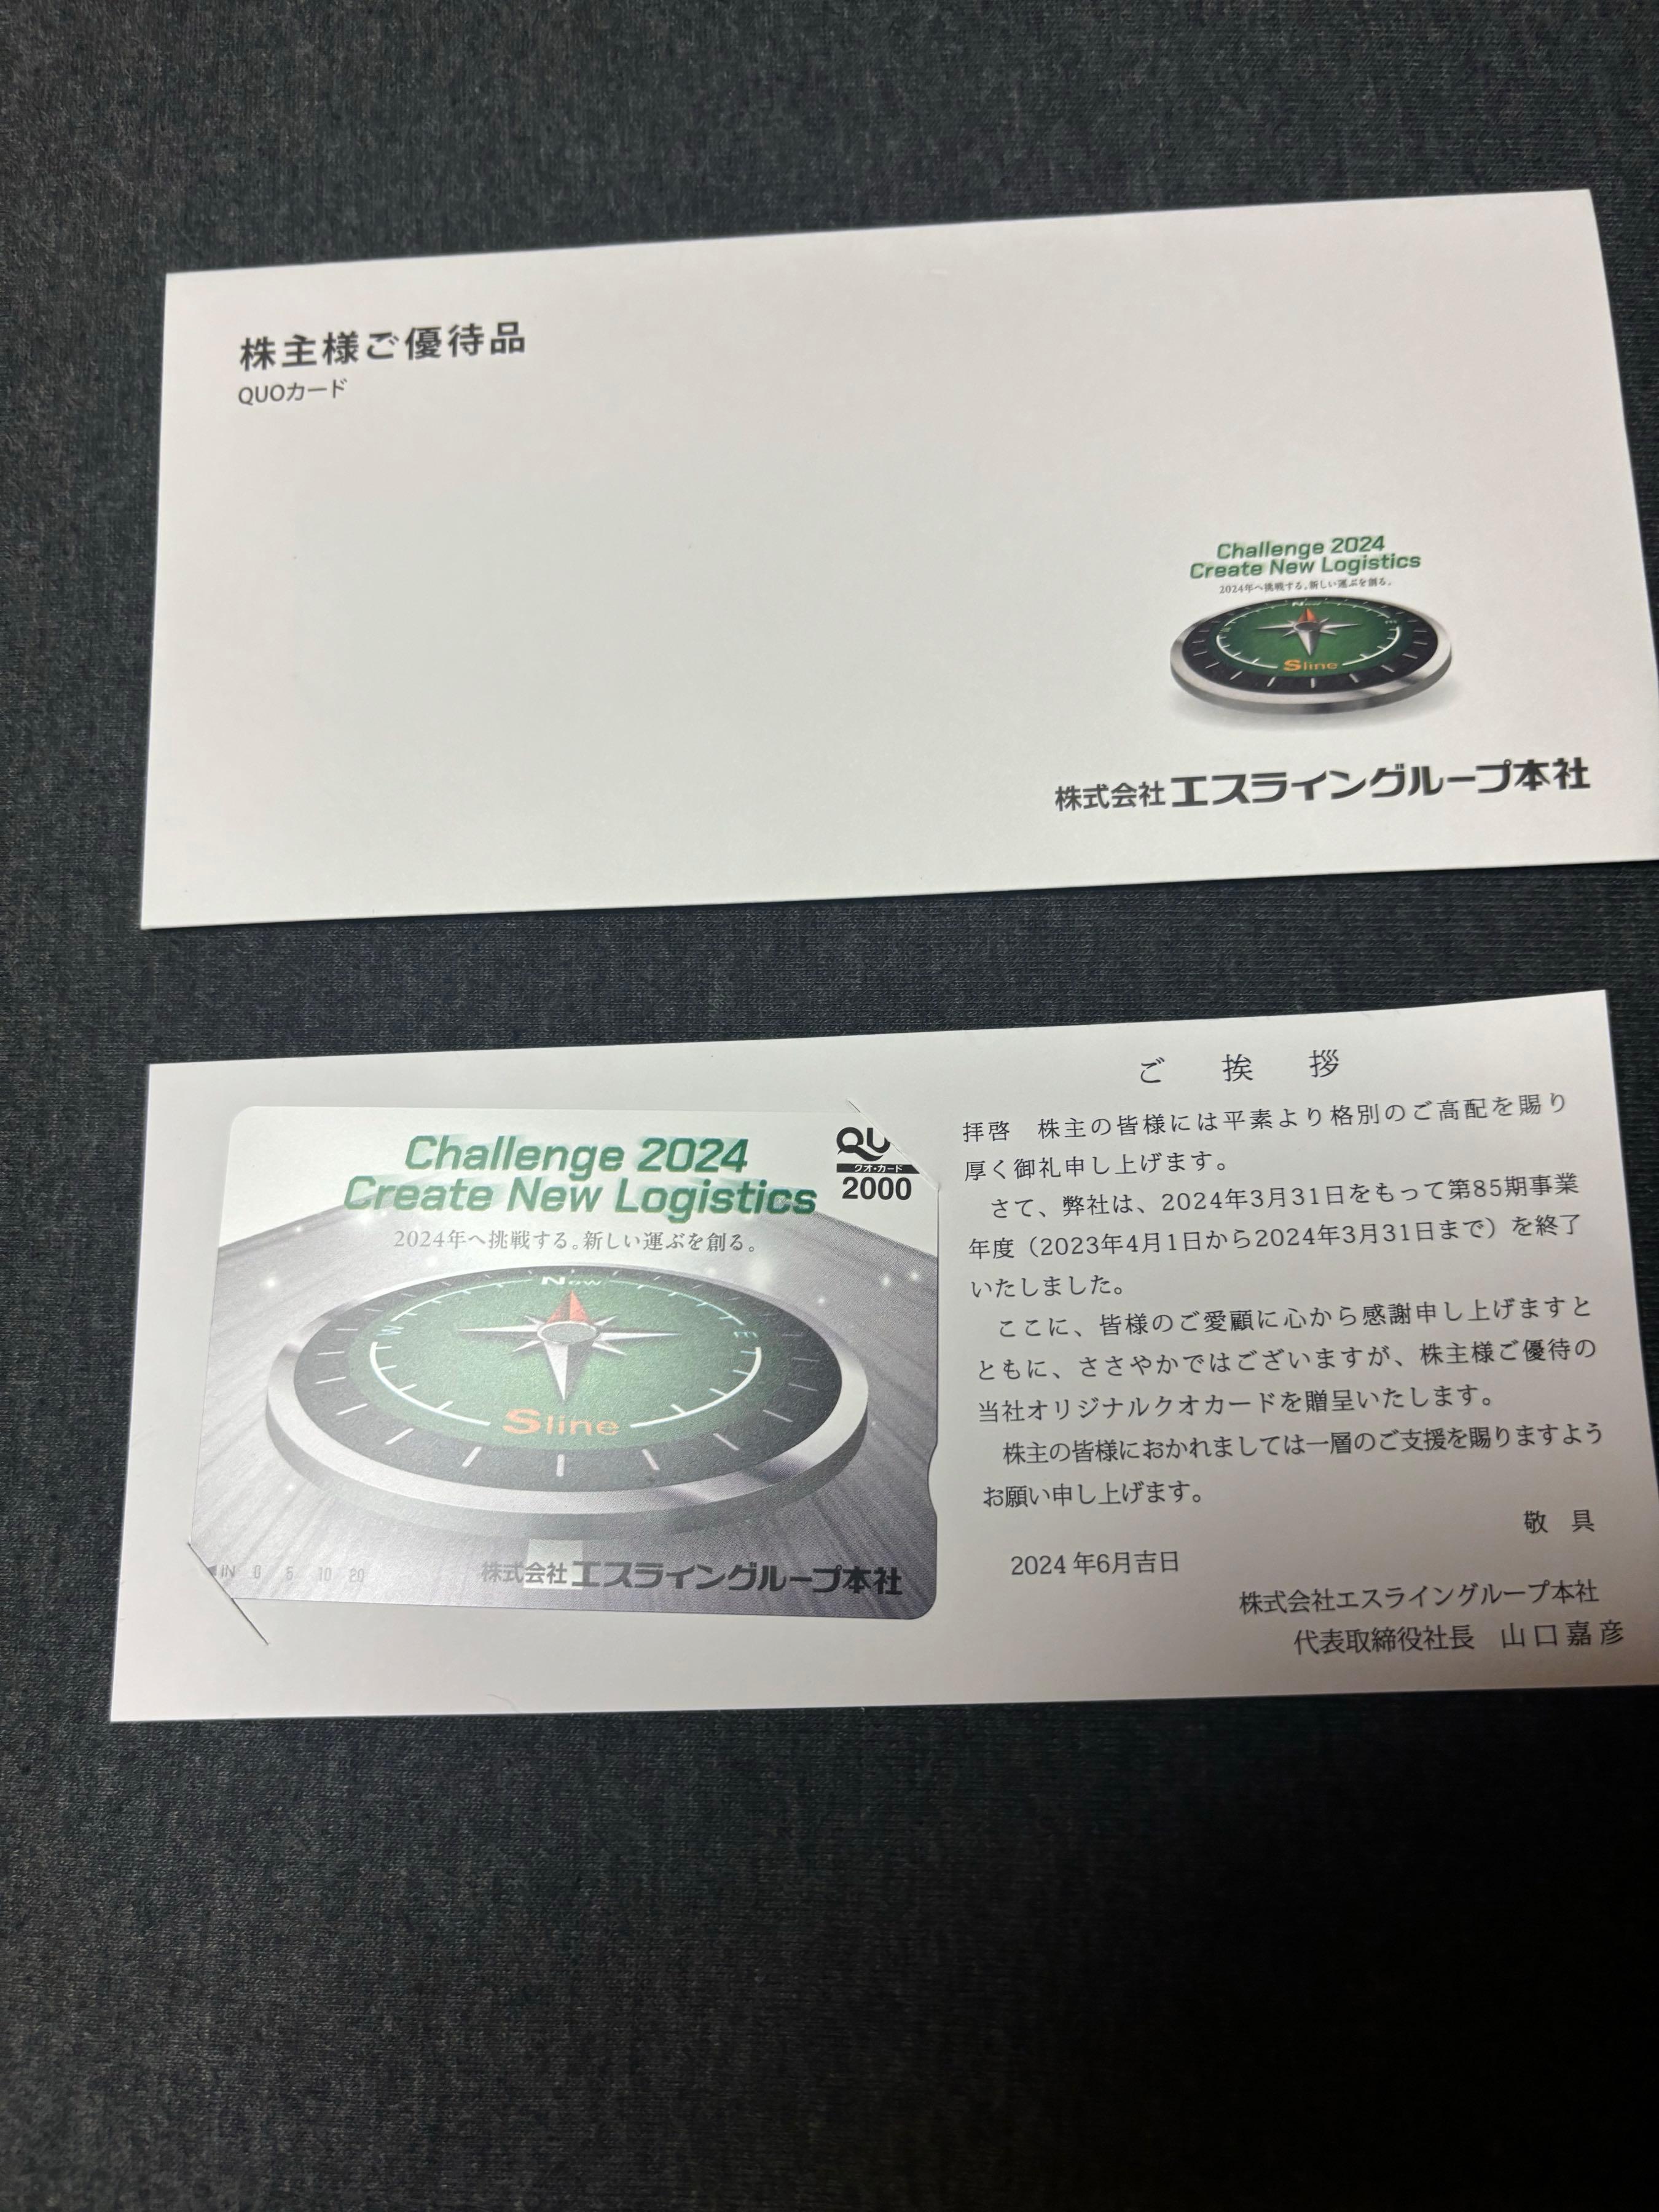 株主様ご優待品
QUOカード
Challenge 2024
Create New Logistics
2024年へ挑戦する。新しい運ぶを創る。
Now
E
Sline
株式会社エスライングループ本社
Challenge 2024
Create New Logistics
2024年へ挑戦する。新しい運ぶを創る。
QU
クオ・カード
2000
Now
W
E
Sline
◀IN 0 5 10 20
株式会社エスライングループ本社
ご挨拶
拝啓 株主の皆様には平素より格別のご高配を賜り
厚く御礼申し上げます。
さて、弊社は、2024年3月31日をもって第85期事業
年度（2023年4月1日から2024年3月31日まで）を終了
いたしました。
ここに、皆様のご愛顧に心から感謝申し上げますと
ともに、ささやかではございますが、株主様ご優待の
当社オリジナルクオカードを贈呈いたします。
株主の皆様におかれましては一層のご支援を賜りますよう
お願い申し上げます。
敬具
2024年6月吉日
株式会社エスライングループ本社
代表取締役社長 山口嘉彦